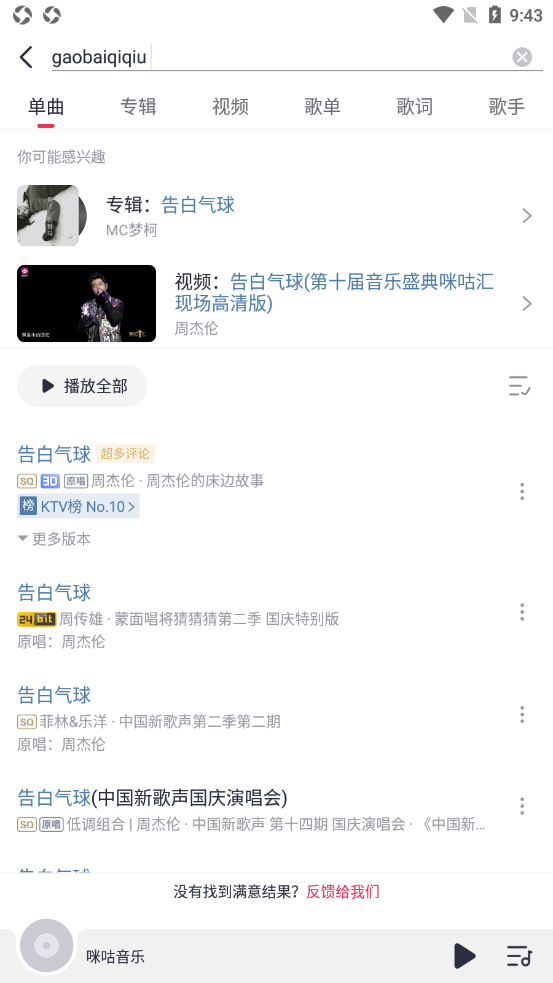 9:43
gaobaiqiqiu
单曲 专辑 视频 歌单 歌词 歌手
你可能感兴趣
专辑：告白气球
MC梦柯
视频：告白气球(第十届音乐盛典咪咕汇
现场高清版)
周杰伦
播放全部
告白气球 超多评论
SQ 3D 原唱 周杰伦 · 周杰伦的床边故事
榜 KTV榜 No.10
更多版本
告白气球
24bit 周传雄 · 蒙面唱将猜猜猜第二季 国庆特别版
原唱：周杰伦
告白气球
SQ 菲林&乐洋 · 中国新歌声第二季第二期
原唱：周杰伦
告白气球(中国新歌声国庆演唱会)
SQ 原唱 低调组合 | 周杰伦 · 中国新歌声 第十四期 国庆演唱会 · 《中国新...
告白气球
没有找到满意结果？反馈给我们
咪咕音乐